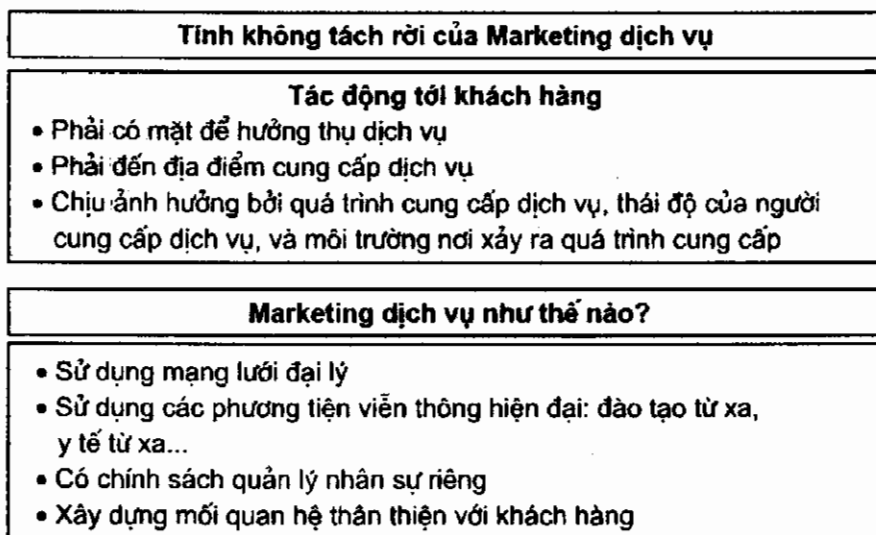 Tính không tách rời của Marketing dịch vụ
Tác động tới khách hàng
• Phải có mặt để hưởng thụ dịch vụ
• Phải đến địa điểm cung cấp dịch vụ
• Chịu ảnh hưởng bởi quá trình cung cấp dịch vụ, thái độ của người
cung cấp dịch vụ, và môi trường nơi xảy ra quá trình cung cấp
Marketing dịch vụ như thế nào?
• Sử dụng mạng lưới đại lý
• Sử dụng các phương tiện viễn thông hiện đại: đào tạo từ xa,
y tế từ xa...
• Có chính sách quản lý nhân sự riêng
• Xây dựng mối quan hệ thân thiện với khách hàng